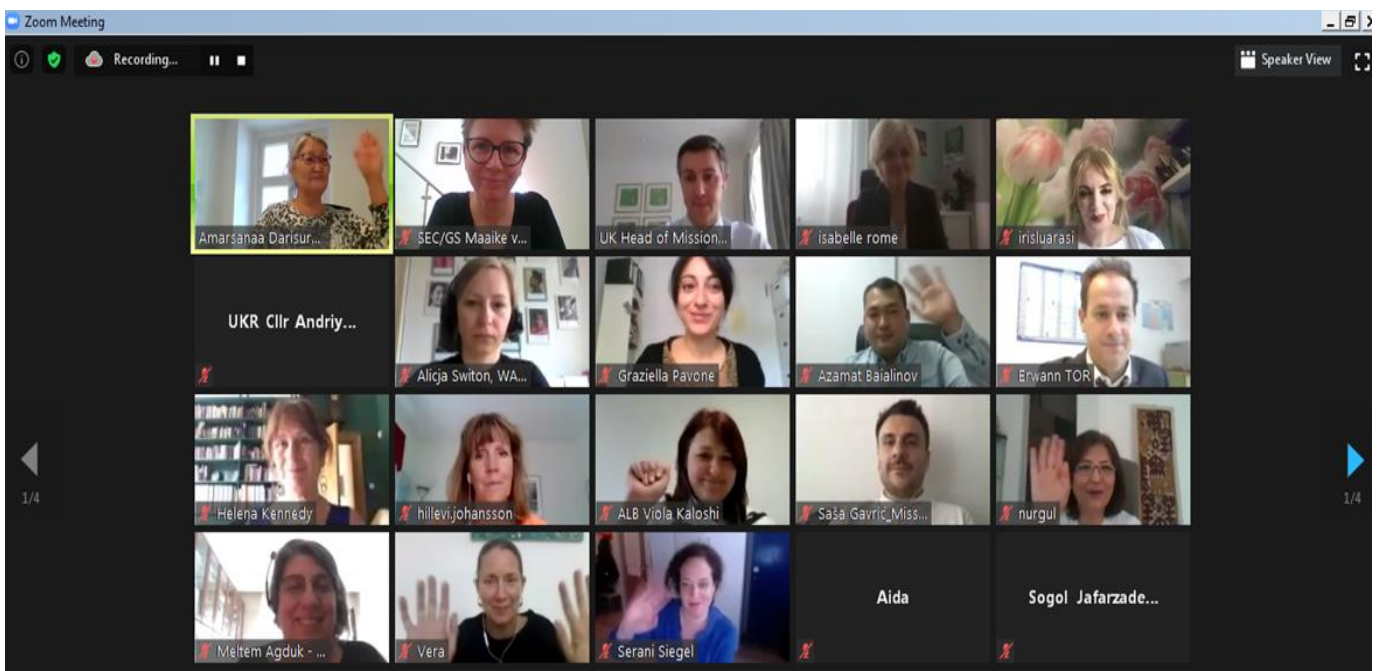 Zoom Meeting
Recording...
Speaker View
Amarsanaa Darisur...
SEC/GS Maaike v...
UK Head of Mission...
isabelle rome
irisluarasi
UKR Cllr Andriy...
Alicja Switon, WA...
Graziella Pavone
Azamat Baialinov
Erwann TOR
Helena Kennedy
hillevi.johansson
ALB Viola Kaloshi
Saša Gavrić_Miss...
nurgul
1/4
1/4
Meltem Agduk - ...
Vera
Serani Siegel
Aida
Sogol Jafarzade...